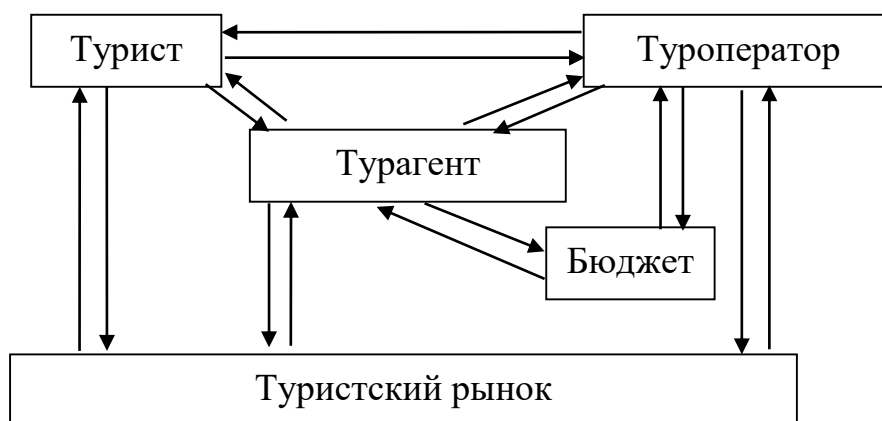 Турист
Туроператор
Турагент
Бюджет
Туристский рынок